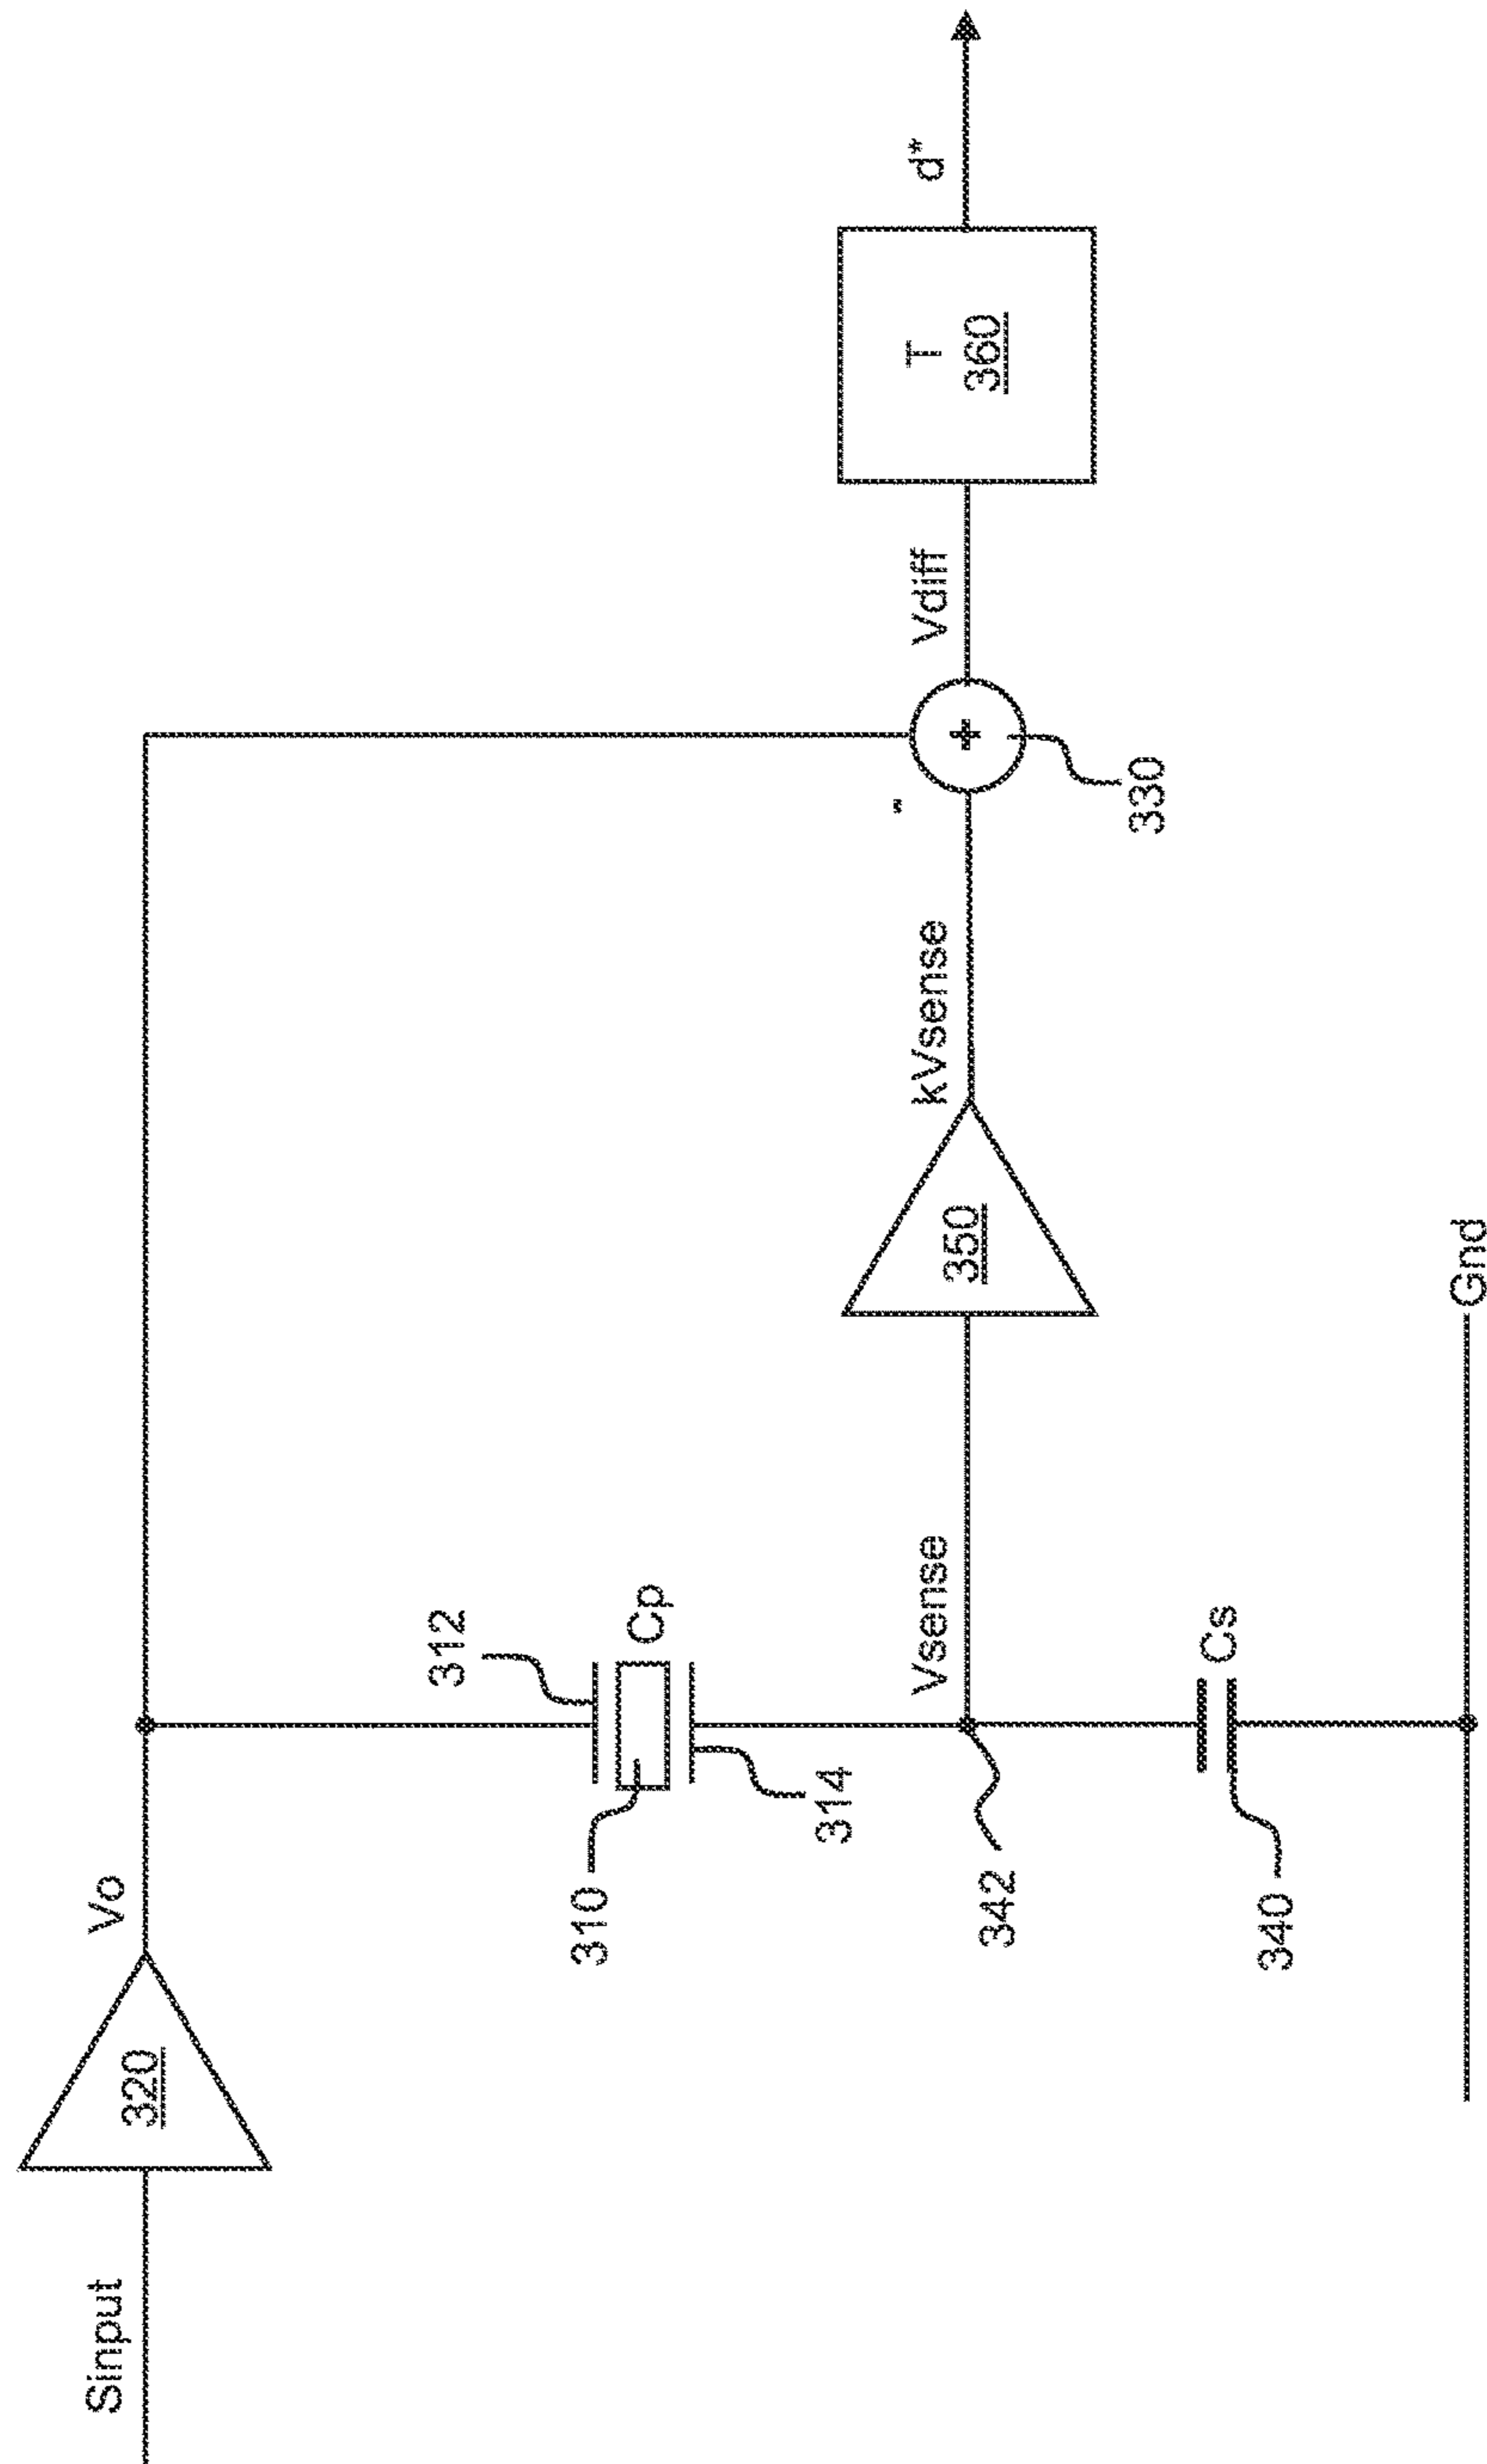 Sinput
320
Vo
312
310
Cp
314
Vsense
342
340
Cs
Gnd
350
kVsense
-
+
330
Vdiff
T
360
d*